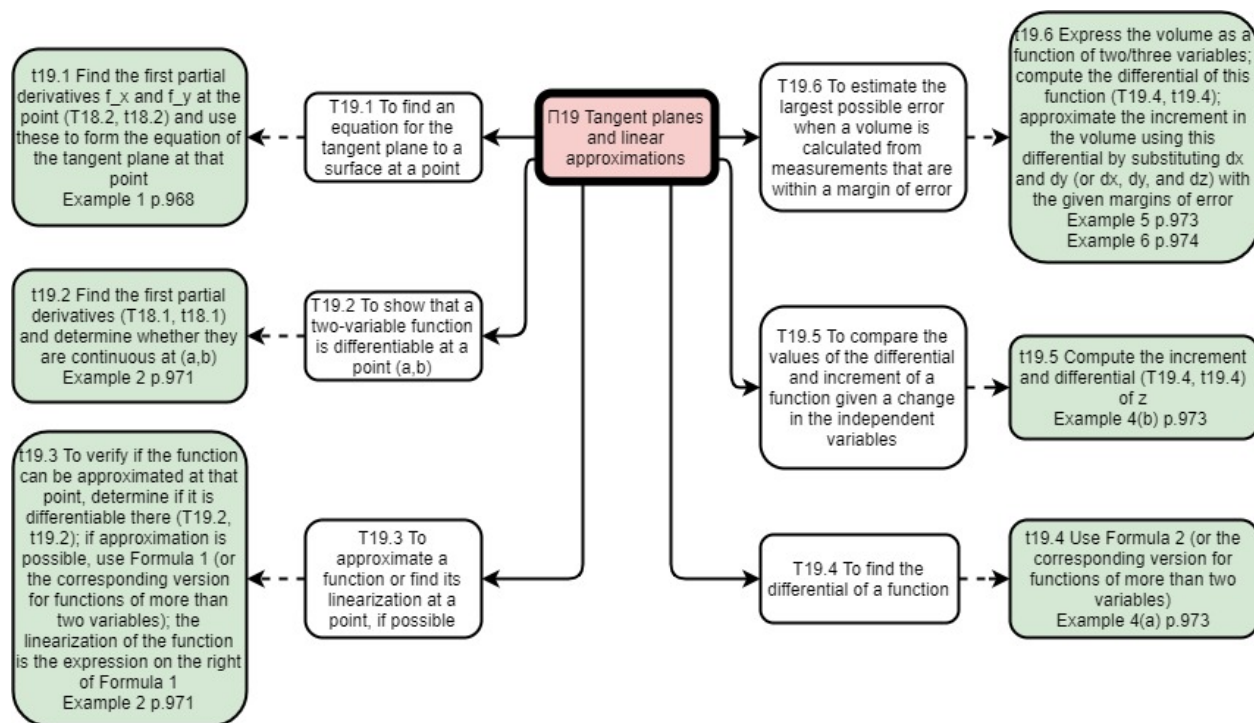 t19.1 Find the first partial
derivatives f_x and f_y at the
point (T18.2, t18.2) and use
these to form the equation of
the tangent plane at that
point
Example 1 p.968
T19.1 To find an
equation for the
tangent plane to a
surface at a point
Π19 Tangent planes
and linear
approximations
T19.6 To estimate the
largest possible error
when a volume is
calculated from
measurements that are
within a margin of error
t19.6 Express the volume as a
function of two/three variables;
compute the differential of this
function (T19.4, t19.4);
approximate the increment in
the volume using this
differential by substituting dx
and dy (or dx, dy, and dz) with
the given margins of error
Example 5 p.973
Example 6 p.974
t19.2 Find the first partial
derivatives (T18.1, t18.1)
and determine whether they
are continuous at (a,b)
Example 2 p.971
T19.2 To show that a
two-variable function
is differentiable at a
point (a,b)
T19.5 To compare the
values of the differential
and increment of a
function given a change
in the independent
variables
t19.5 Compute the increment
and differential (T19.4, t19.4)
of z
Example 4(b) p.973
t19.3 To verify if the function
can be approximated at that
point, determine if it is
differentiable there (T19.2,
t19.2); if approximation is
possible, use Formula 1 (or
the corresponding version
for functions of more than
two variables); the
linearization of the function
is the expression on the right
of Formula 1
Example 2 p.971
T19.3 To
approximate a
function or find its
linearization at a
point, if possible
T19.4 To find the
differential of a function
t19.4 Use Formula 2 (or the
corresponding version for
functions of more than two
variables)
Example 4(a) p.973